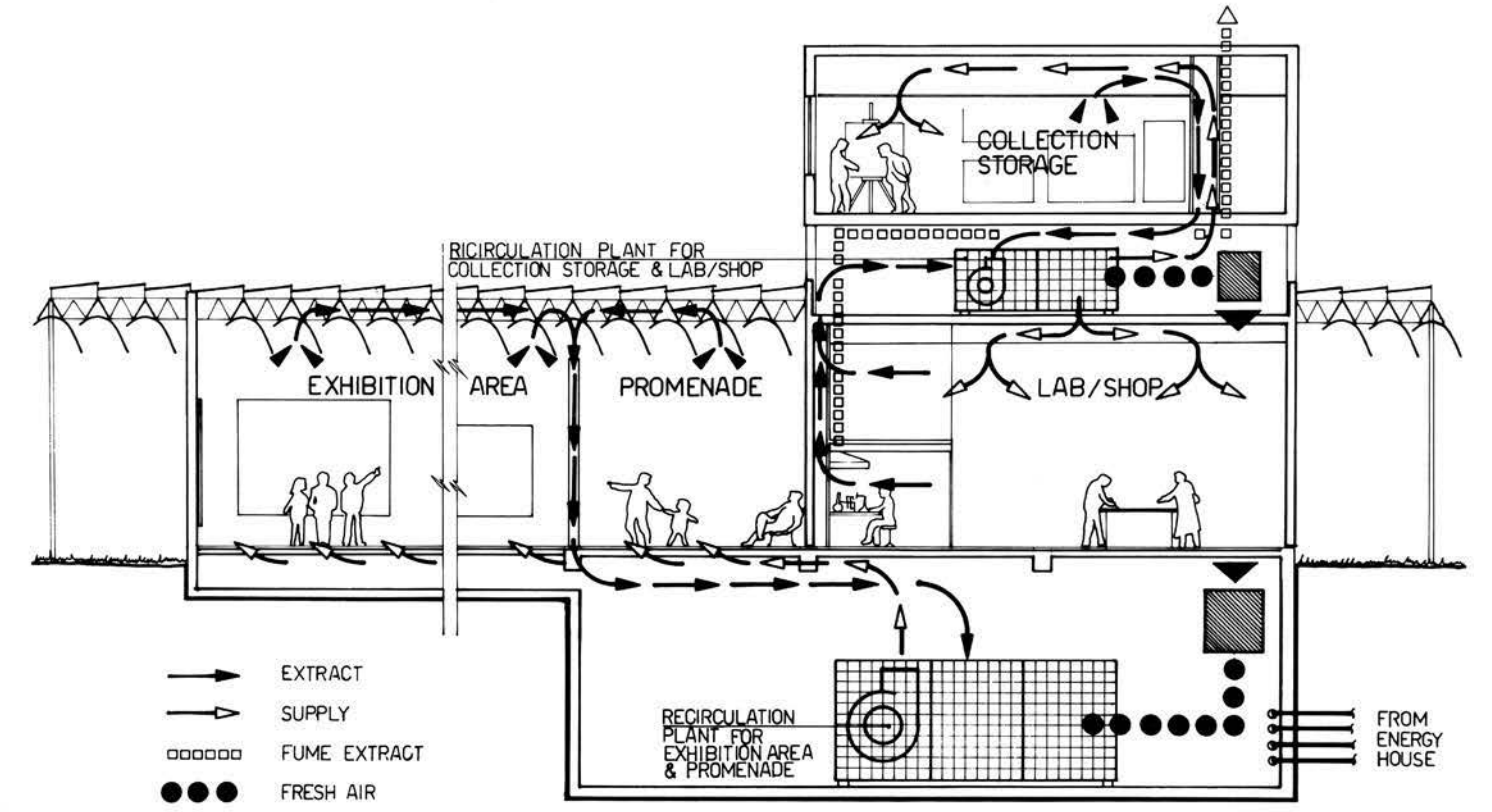 COLLECTION
STORAGE
RICIRCULATION PLANT FOR
COLLECTION STORAGE & LAB/SHOP
EXHIBITION AREA
PROMENADE
LAB/SHOP
EXTRACT
SUPPLY
FUME EXTRACT
FRESH AIR
RECIRCULATION
PLANT FOR
EXHIBITION AREA
& PROMENADE
FROM
ENERGY
HOUSE